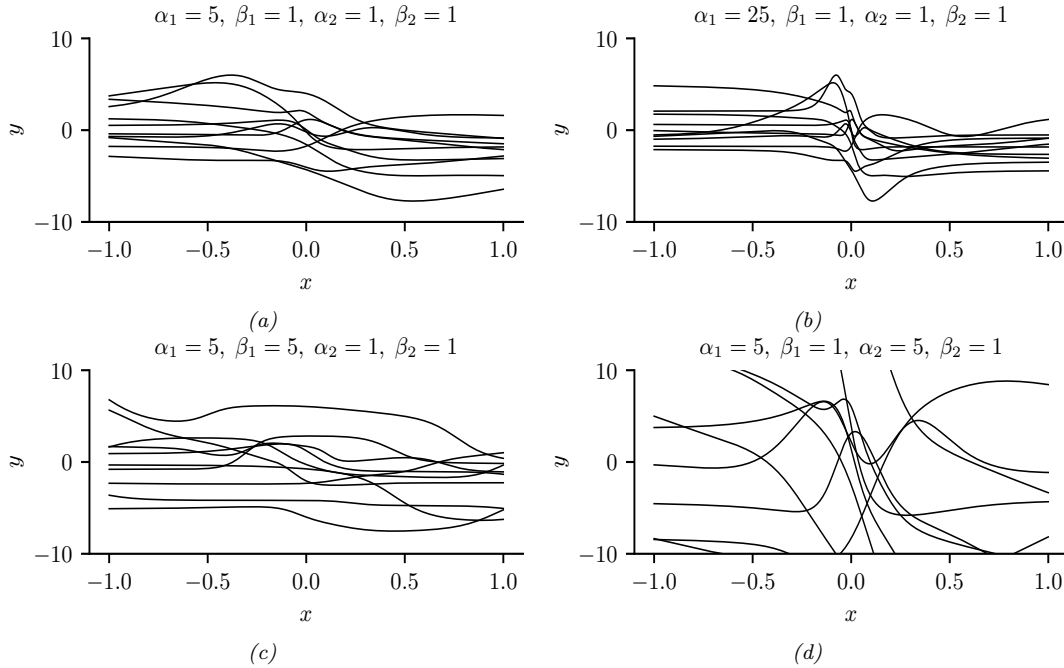 α₁ = 5, β₁ = 1, α₂ = 1, β₂ = 1
10
0
−10
y
−1.0 −0.5 0.0 0.5 1.0
x
(a)
α₁ = 25, β₁ = 1, α₂ = 1, β₂ = 1
10
0
−10
y
−1.0 −0.5 0.0 0.5 1.0
x
(b)
α₁ = 5, β₁ = 5, α₂ = 1, β₂ = 1
10
0
−10
y
−1.0 −0.5 0.0 0.5 1.0
x
(c)
α₁ = 5, β₁ = 1, α₂ = 5, β₂ = 1
10
0
−10
y
−1.0 −0.5 0.0 0.5 1.0
x
(d)